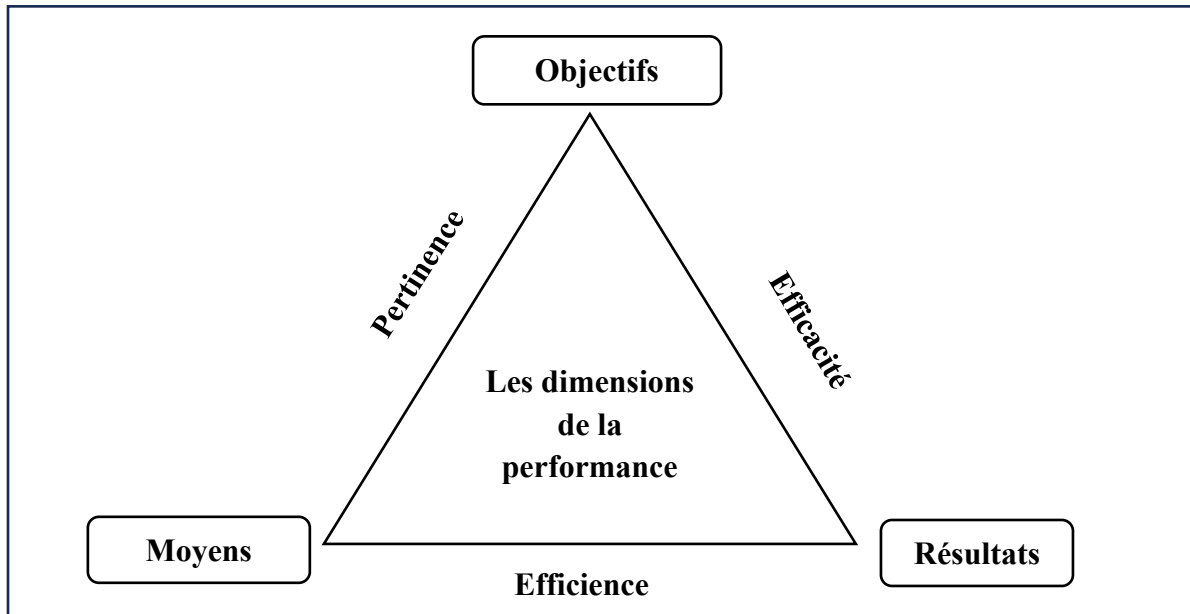 Objectifs
Pertinence
Efficacité
Les dimensions
de la
performance
Moyens
Résultats
Efficience